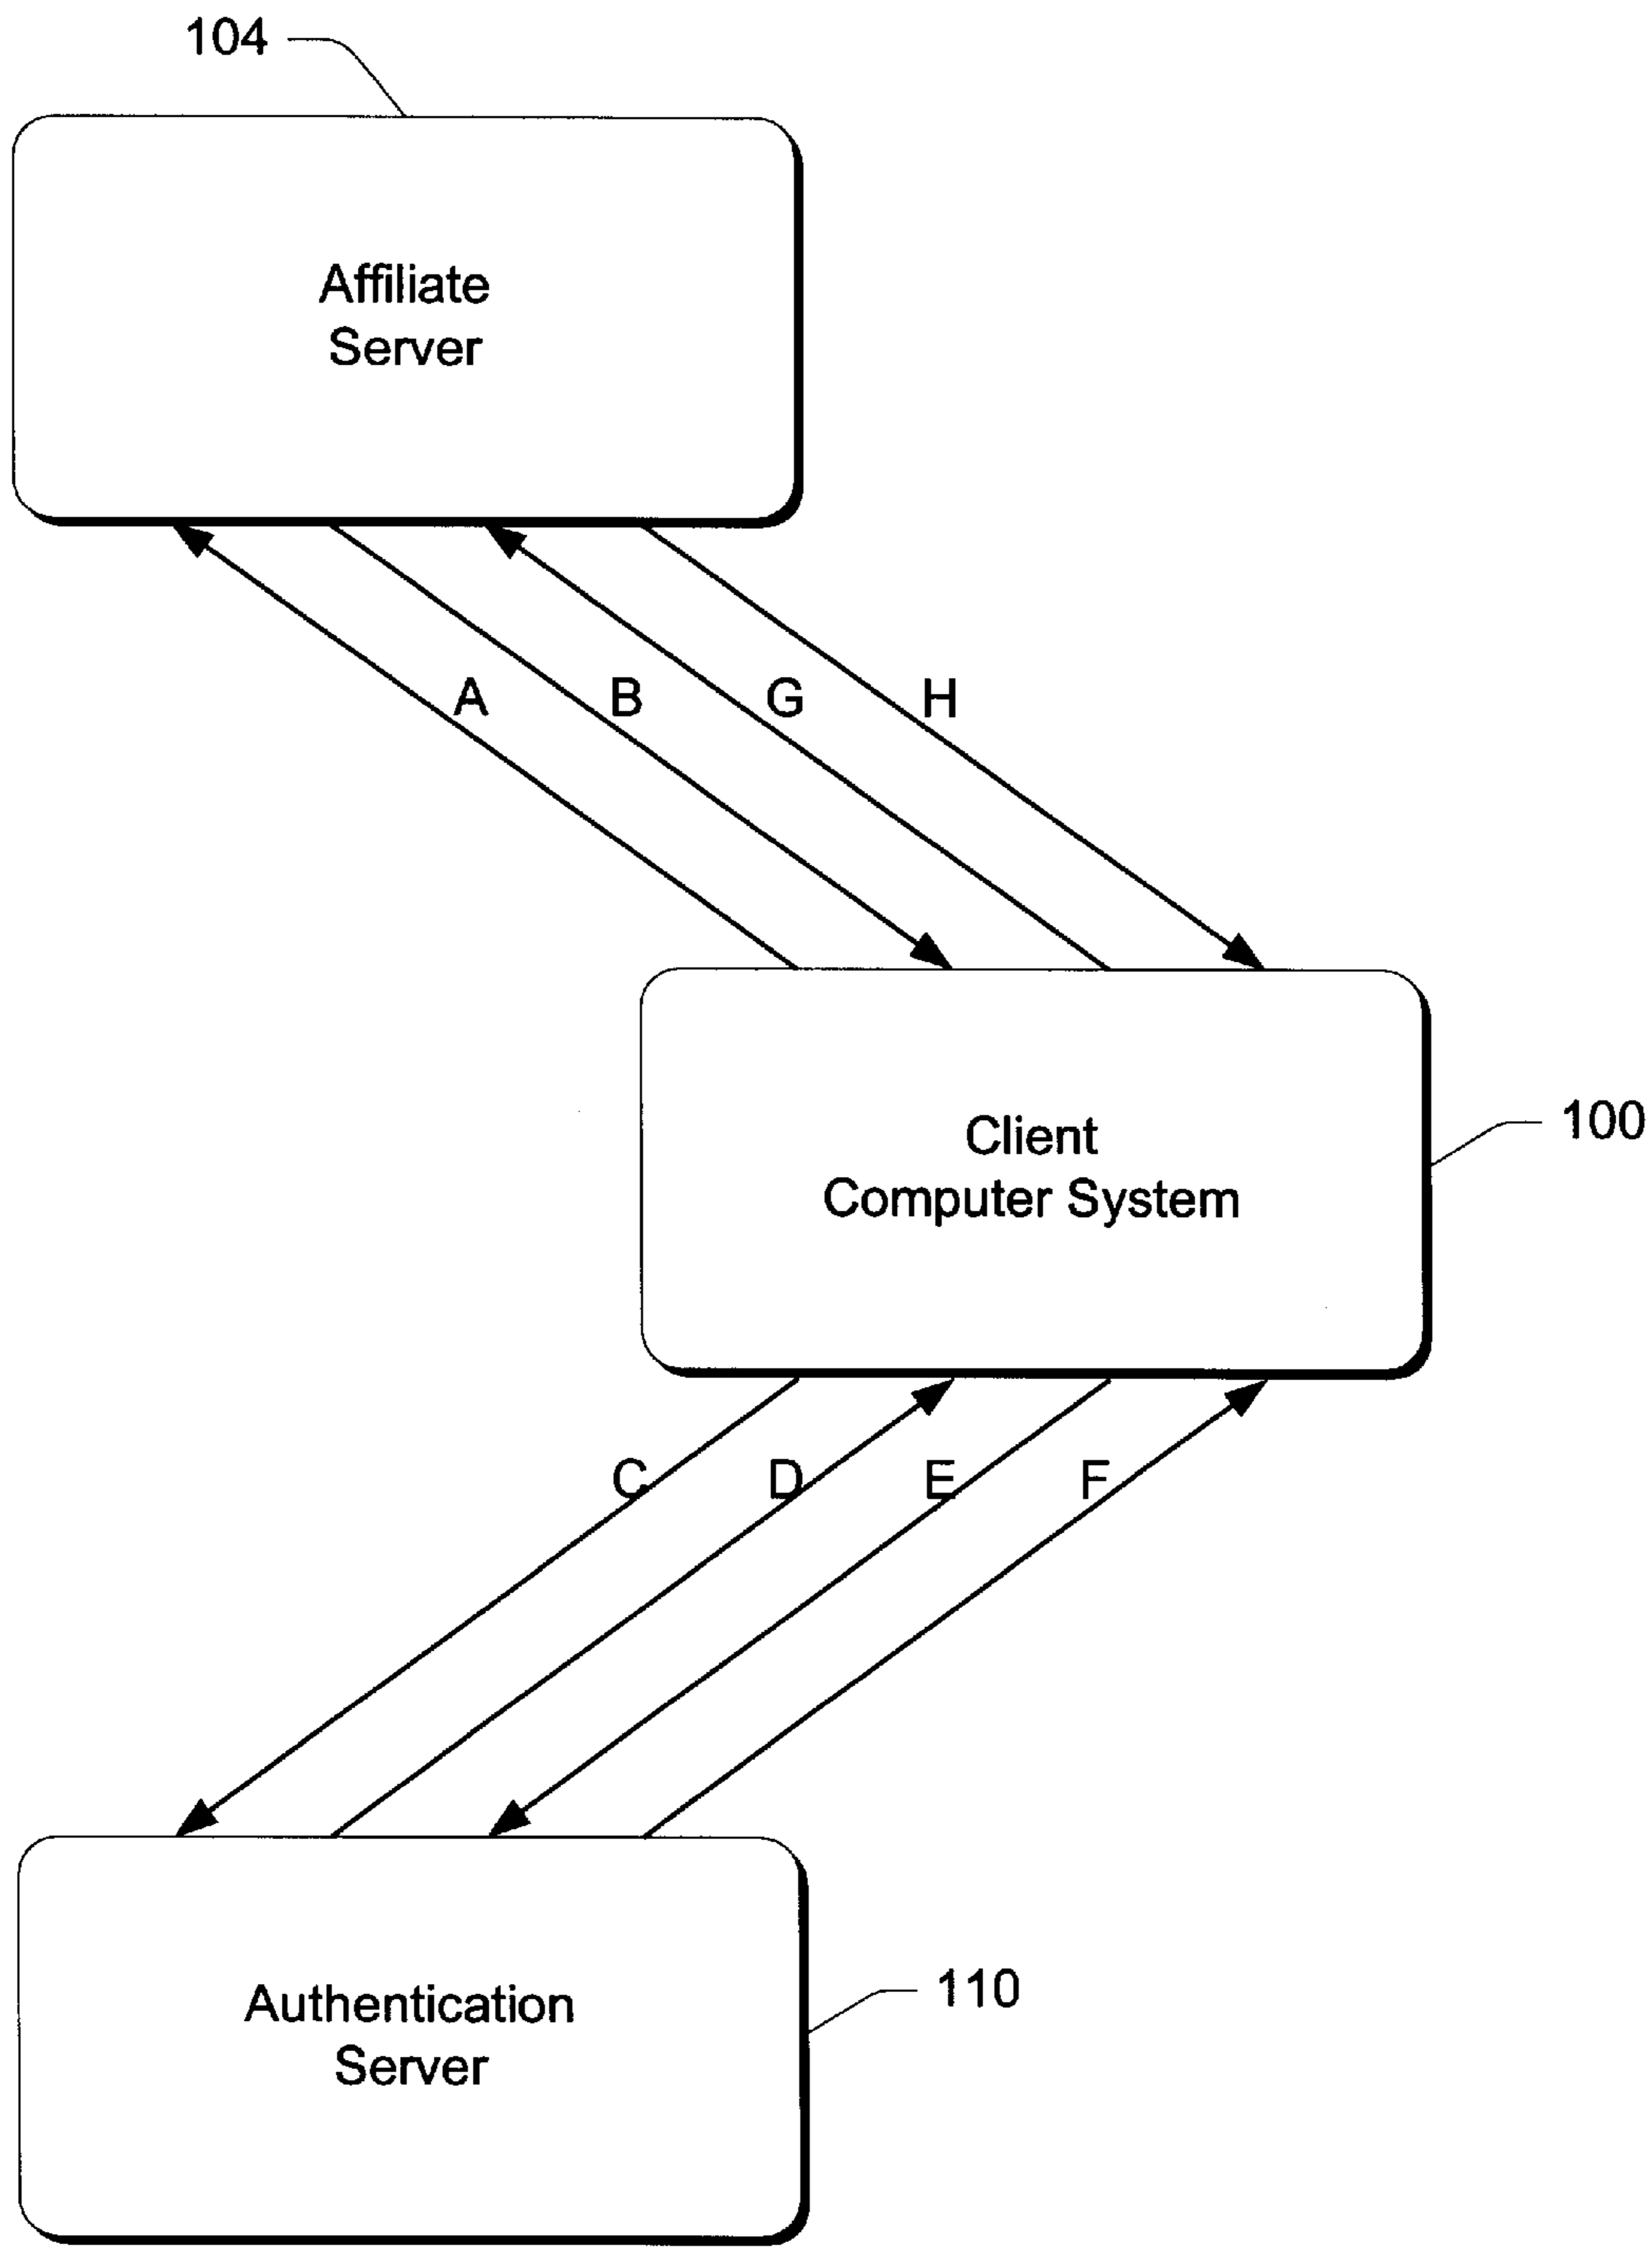 104
Affiliate
Server
A
B
G
H
Client
Computer System
100
C
D
E
F
Authentication
Server
110